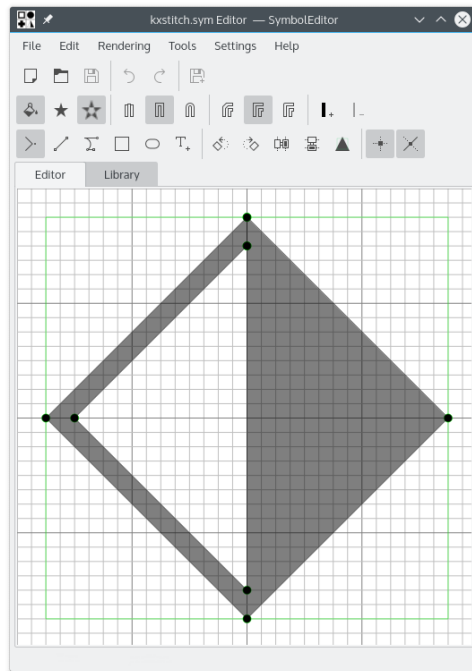 kxstitch.sym Editor — SymbolEditor
File Edit Rendering Tools Settings Help
Editor Library